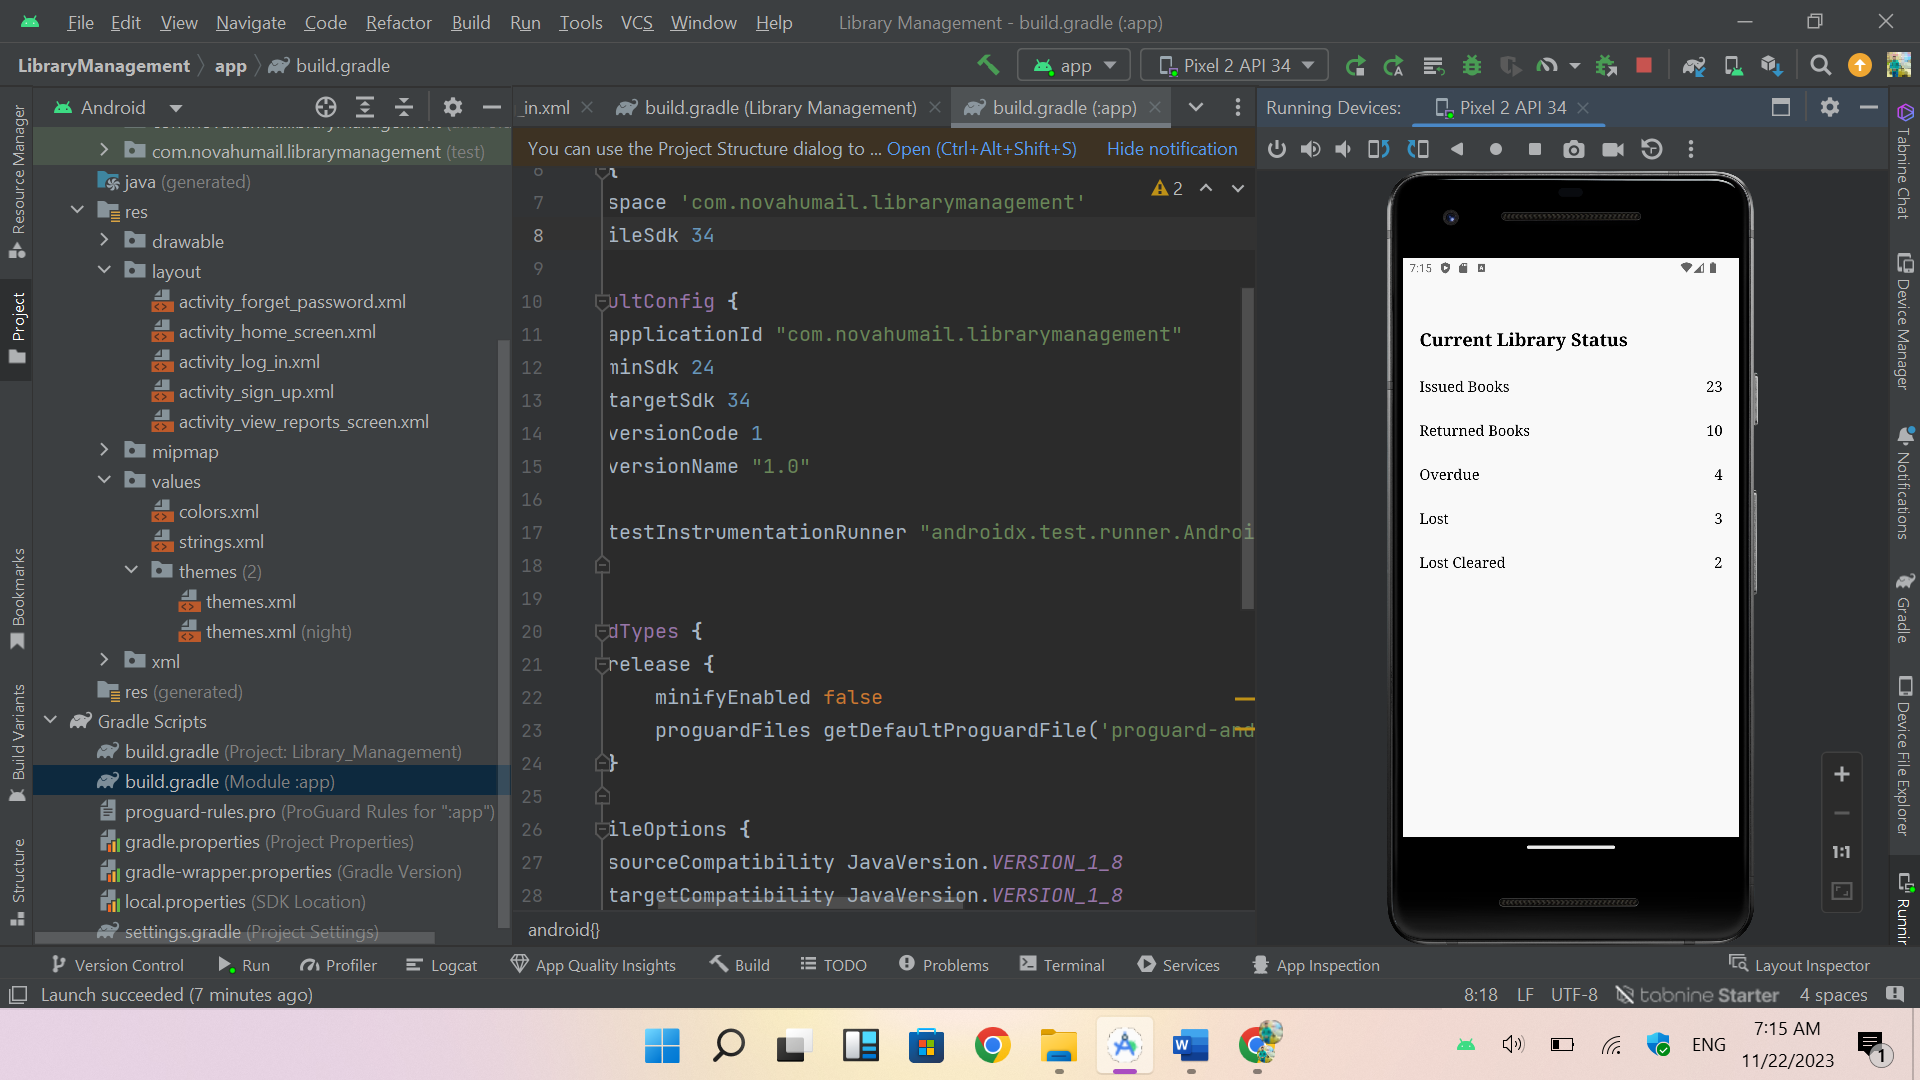 File Edit View Navigate Code Refactor Build Run Tools VCS Window Help Library Management - build.gradle (:app)
LibraryManagement app build.gradle app Pixel 2 API 34
Android _in.xml build.gradle (Library Management) build.gradle (:app) Running Devices: Pixel 2 API 34
You can use the Project Structure dialog to ... Open (Ctrl+Alt+Shift+S) Hide notification
Resource Manager
Project
Bookmarks
Build Variants
Structure
com.novahumail.librarymanagement (test)
java (generated)
res
drawable
layout
activity_forget_password.xml
activity_home_screen.xml
activity_log_in.xml
activity_sign_up.xml
activity_view_reports_screen.xml
mipmap
values
colors.xml
strings.xml
themes (2)
themes.xml
themes.xml (night)
xml
res (generated)
Gradle Scripts
build.gradle (Project: Library_Management)
build.gradle (Module :app)
proguard-rules.pro (ProGuard Rules for ":app")
gradle.properties (Project Properties)
gradle-wrapper.properties (Gradle Version)
local.properties (SDK Location)
settings.gradle (Project Settings)
2
6 {
7 space 'com.novahumail.librarymanagement'
8 ileSdk 34
9
10 ultConfig {
11 applicationId "com.novahumail.librarymanagement"
12 minSdk 24
13 targetSdk 34
14 versionCode 1
15 versionName "1.0"
16
17 testInstrumentationRunner "androidx.test.runner.Androi
18
19
20 dTypes {
21 release {
22 minifyEnabled false
23 proguardFiles getDefaultProguardFile('proguard-and
24 }
25
26 ileOptions {
27 sourceCompatibility JavaVersion.VERSION_1_8
28 targetCompatibility JavaVersion.VERSION_1_8
android{}
7:15
Current Library Status
Issued Books 23
Returned Books 10
Overdue 4
Lost 3
Lost Cleared 2
1:1
Tabnine Chat
Device Manager
Notifications
Gradle
Device File Explorer
Runnin
Version Control Run Profiler Logcat App Quality Insights Build TODO Problems Terminal Services App Inspection Layout Inspector
Launch succeeded (7 minutes ago) 8:18 LF UTF-8 tabnine Starter 4 spaces
ENG 7:15 AM
11/22/2023 1